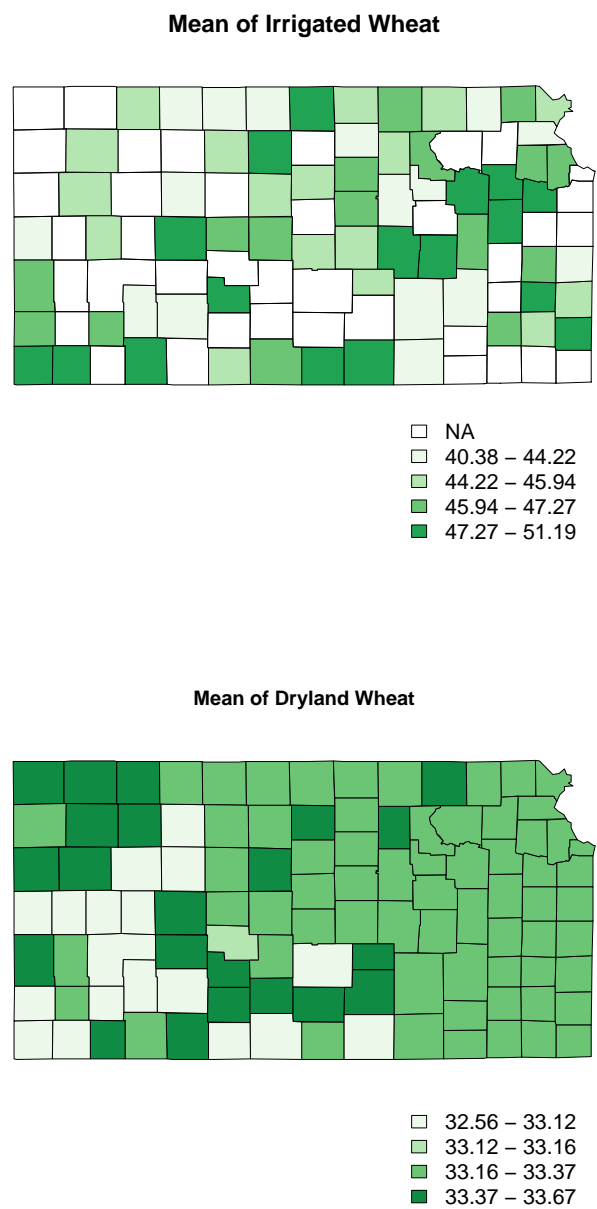 Mean of Irrigated Wheat
NA
40.38 – 44.22
44.22 – 45.94
45.94 – 47.27
47.27 – 51.19
Mean of Dryland Wheat
32.56 – 33.12
33.12 – 33.16
33.16 – 33.37
33.37 – 33.67